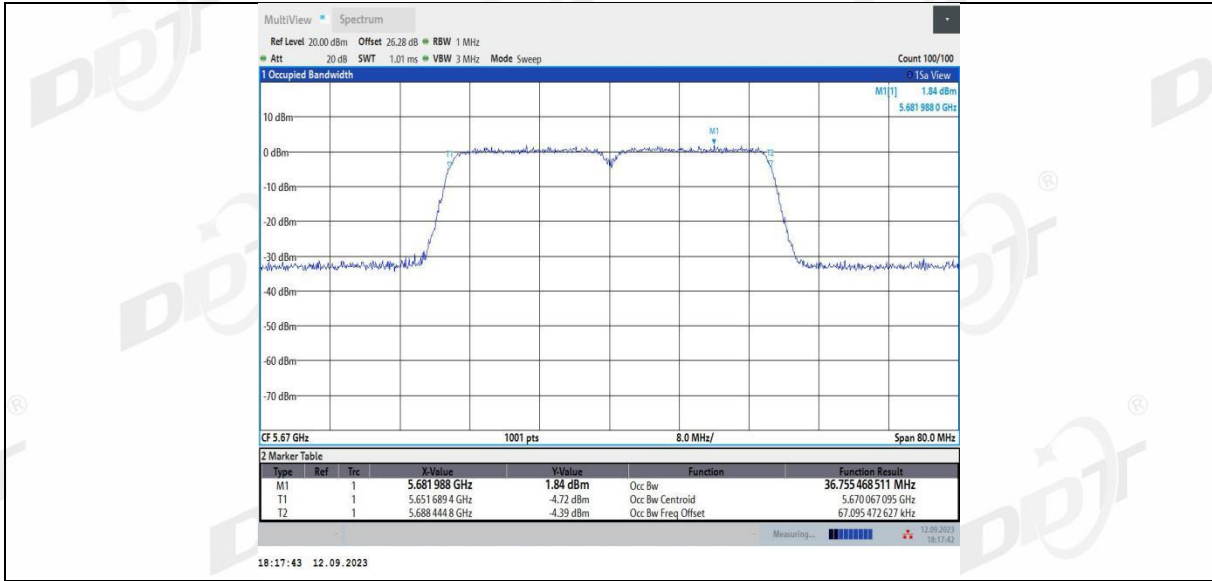 MultiView Spectrum
Ref Level 20.00 dBm Offset 26.28 dB RBW 1 MHz
Att 20 dB SWT 1.01 ms VBW 3 MHz Mode Sweep Count 100/100
1 Occupied Bandwidth 1Sa View
M1[1] 1.84 dBm
5.681 988 0 GHz
10 dBm
M1
0 dBm
T1 T2
-10 dBm
-20 dBm
-30 dBm
-40 dBm
-50 dBm
-60 dBm
-70 dBm
CF 5.67 GHz 1001 pts 8.0 MHz/ Span 80.0 MHz
2 Marker Table
Type Ref Trc X-Value Y-Value Function Function Result
M1 1 5.681 988 GHz 1.84 dBm Occ Bw 36.755 468 511 MHz
T1 1 5.651 689 4 GHz -4.72 dBm Occ Bw Centroid 5.670 067 095 GHz
T2 1 5.688 444 8 GHz -4.39 dBm Occ Bw Freq Offset 67.095 472 627 kHz
Measuring... 12.09.2023
18:17:42
18:17:43 12.09.2023
DDT
®